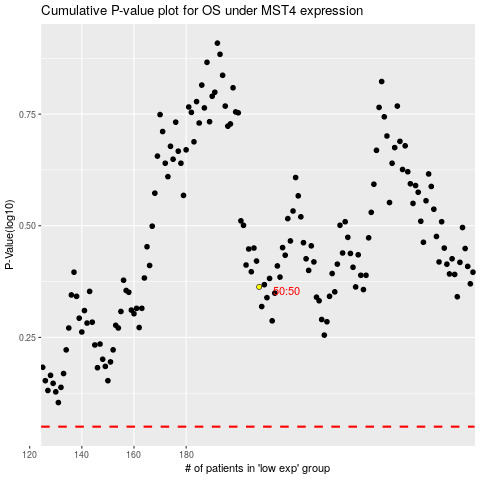 Cumulative P-value plot for OS under MST4 expression
P-Value(log10)
0.75
0.50
0.25
50:50
120 140 160 180
# of patients in 'low exp' group